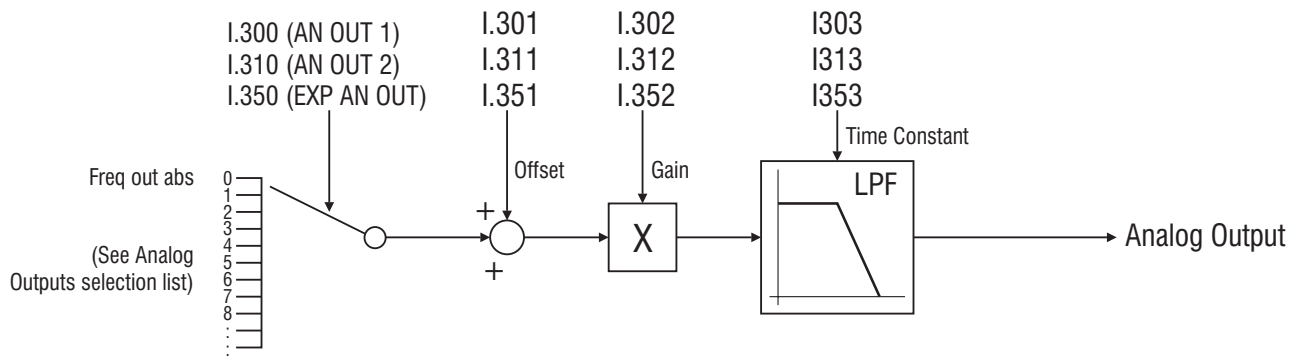 I.300 (AN OUT 1)
I.310 (AN OUT 2)
I.350 (EXP AN OUT)
I.301
I.311
I.351
I.302
I.312
I.352
I303
I313
I353
Offset
Gain
Time Constant
Freq out abs
(See Analog
Outputs selection list)
0
1
2
3
4
5
6
7
8
.
.
.
+
+
X
LPF
Analog Output